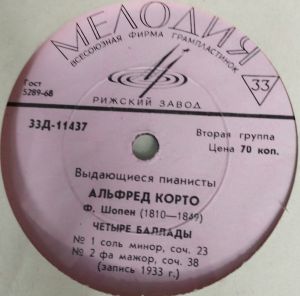 МЕЛОДИЯ
ВСЕСОЮЗНАЯ ФИРМА ГРАМПЛАСТИНОК
ГОСТ
5289-68
33
РИЖСКИЙ ЗАВОД
33Д-11437
Вторая группа
Цена 70 коп.
Выдающиеся пианисты
АЛЬФРЕД КОРТО
Ф. Шопен (1810—1849)
ЧЕТЫРЕ БАЛЛАДЫ
№ 1 соль минор, соч. 23
№ 2 фа мажор, соч. 38
(запись 1933 г.)